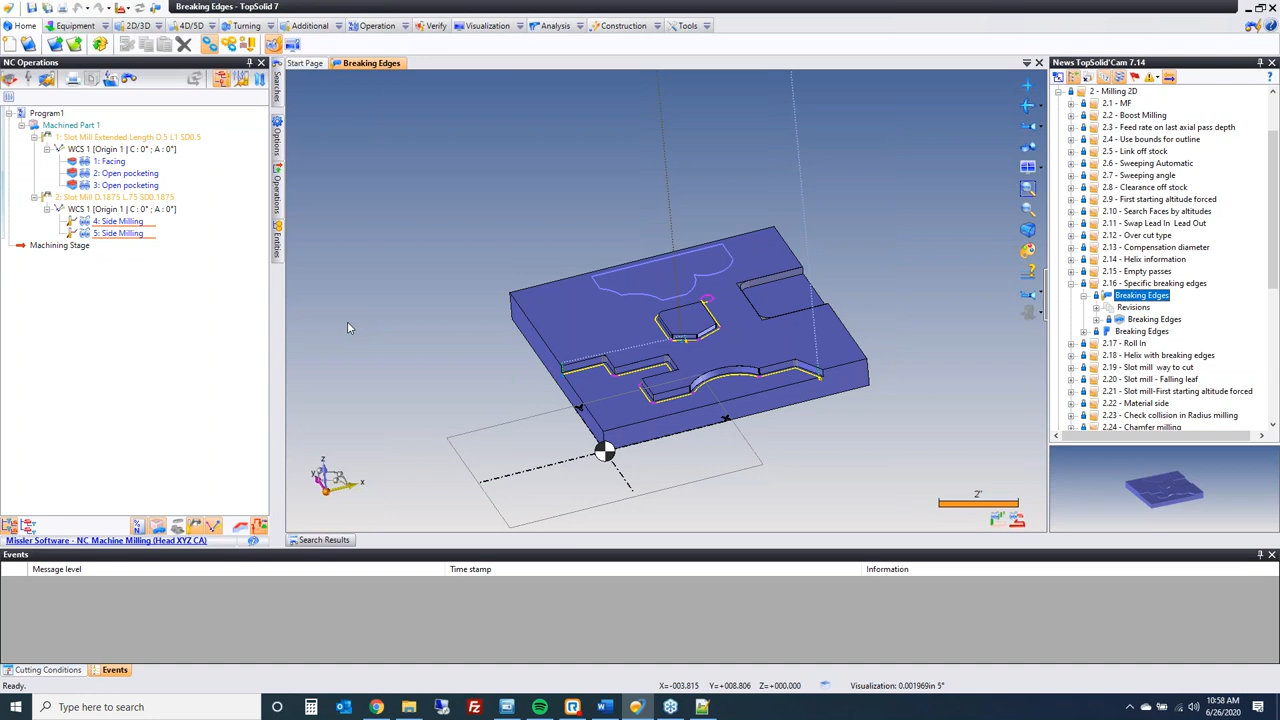 Breaking Edges - TopSolid 7
Home
Equipment
2D/3D
4D/5D
Turning
Additional
Operation
Verify
Visualization
Analysis
Construction
Tools
NC Operations
Program1
Machined Part 1
1: Slot Mill Extended Length D.5 L1 SD0.5
WCS 1 [Origin 1 | C : 0° ; A : 0°]
1: Facing
2: Open pocketing
3: Open pocketing
2: Slot Mill D.1875 L.75 SD0.1875
WCS 1 [Origin 1 | C : 0° ; A : 0°]
4: Side Milling
5: Side Milling
Machining Stage
Missler Software - NC Machine Milling (Head XYZ CA)
Searches
Options
Operations
Entities
Start Page
Breaking Edges
z
y
x
2"
Search Results
News TopSolid'Cam 7.14
2 - Milling 2D
2.1 - MF
2.2 - Boost Milling
2.3 - Feed rate on last axial pass depth
2.4 - Use bounds for outline
2.5 - Link off stock
2.6 - Sweeping Automatic
2.7 - Sweeping angle
2.8 - Clearance off stock
2.9 - First starting altitude forced
2.10 - Search Faces by altitudes
2.11 - Swap Lead In Lead Out
2.12 - Over cut type
2.13 - Compensation diameter
2.14 - Helix information
2.15 - Empty passes
2.16 - Specific breaking edges
Breaking Edges
Revisions
Breaking Edges
Breaking Edges
2.17 - Roll In
2.18 - Helix with breaking edges
2.19 - Slot mill way to cut
2.20 - Slot mill - Falling leaf
2.21 - Slot mill-First starting altitude forced
2.22 - Material side
2.23 - Check collision in Radius milling
2.24 - Chamfer milling
Events
Message level
Time stamp
Information
Cutting Conditions
Events
Ready.
X=-003.815
Y=+008.806
Z=+000.000
Visualization: 0.001969in 5°
Type here to search
10:58 AM
6/26/2020